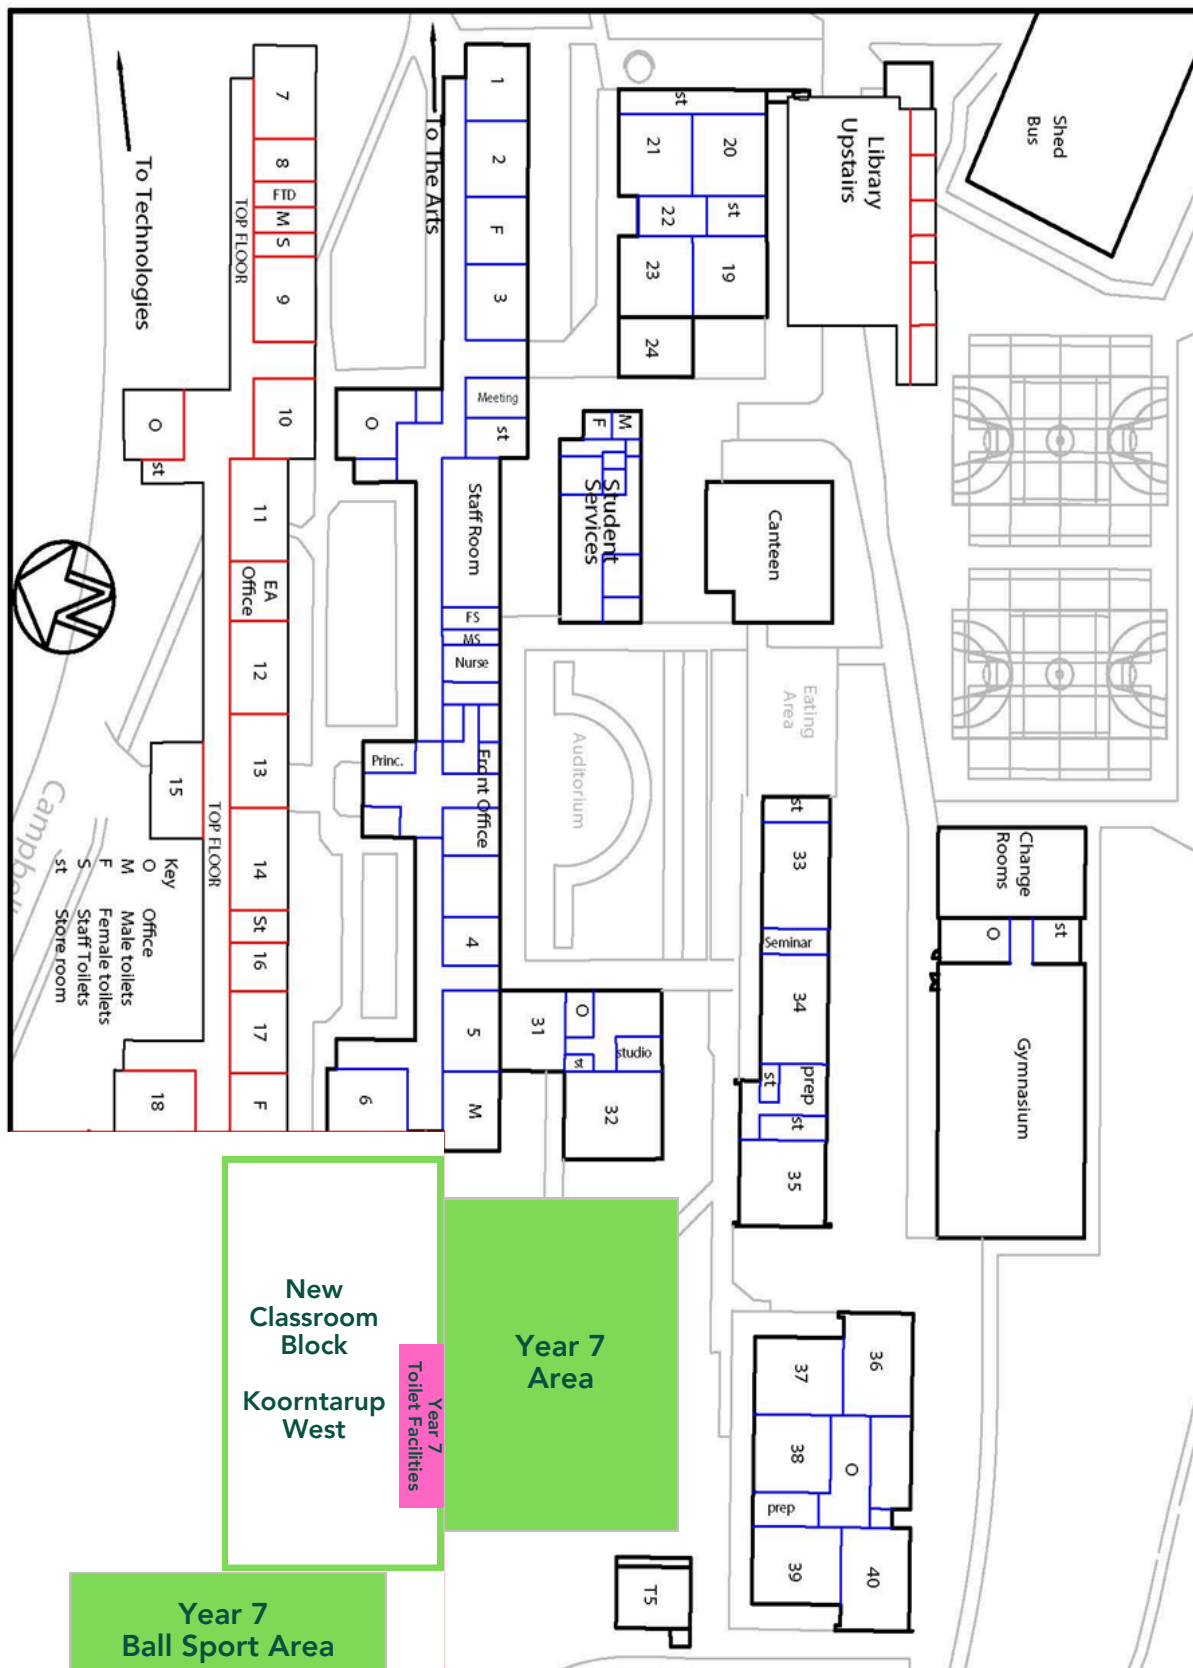 Shed
Bus
Library
Upstairs
st
21
20
22
st
23
19
24
1
2
F
3
Meeting
st
To The Arts
7
8
FTD
M
S
9
10
TOP FLOOR
To Technologies
O
st
O
F
M
Student
Services
Canteen
Staff Room
FS
MS
Nurse
Princ.
Front Office
4
5
M
6
11
EA
Office
12
13
14
St
16
17
F
15
18
TOP FLOOR
N
Auditorium
Eating
Area
st
33
Seminar
34
prep
st
st
35
Change
Rooms
O
st
Gymnasium
31
O
st
studio
32
Key
O Office
M Male toilets
F Female toilets
S Staff Toilets
st Store room
New
Classroom
Block
Koorntarup
West
Year 7
Toilet Facilities
Year 7
Area
Year 7
Ball Sport Area
36
37
38
O
prep
39
40
T5